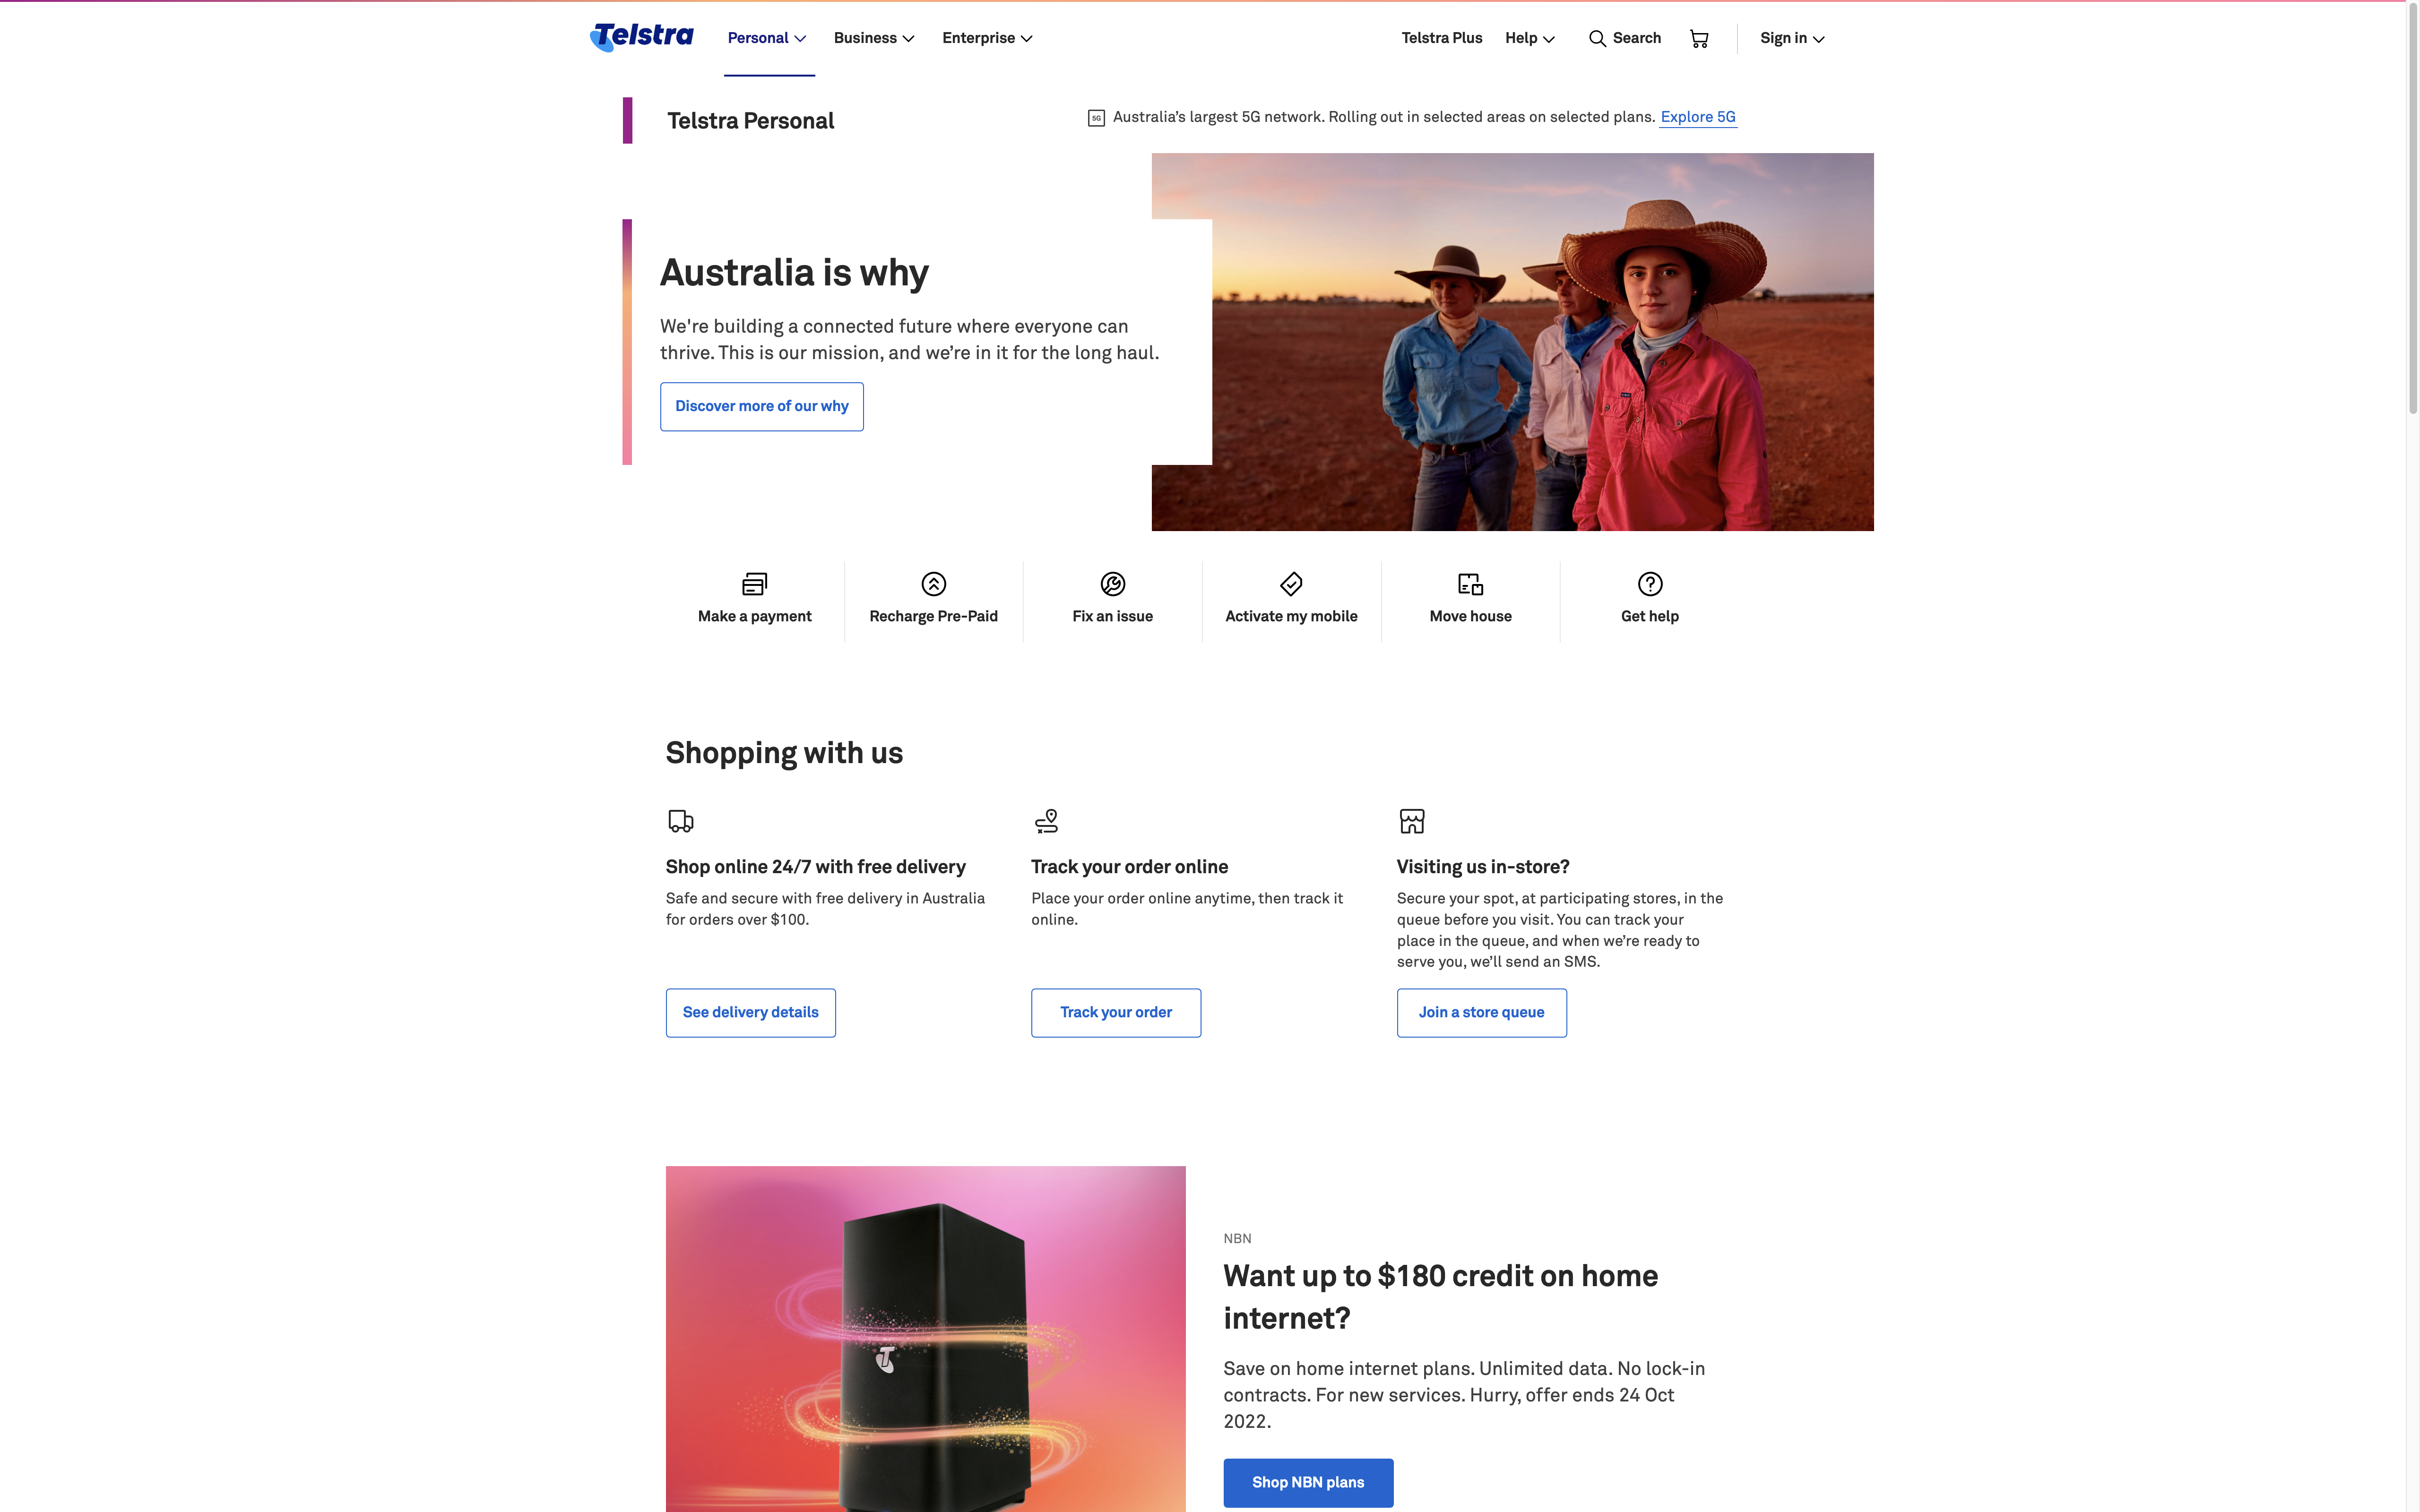 Telstra
Personal
Business
Enterprise
Telstra Plus
Help
Search
Sign in
Telstra Personal
5G
Australia's largest 5G network. Rolling out in selected areas on selected plans. Explore 5G
Australia is why
We're building a connected future where everyone can
thrive. This is our mission, and we're in it for the long haul.
Discover more of our why
Make a payment
Recharge Pre-Paid
Fix an issue
Activate my mobile
Move house
Get help
Shopping with us
Shop online 24/7 with free delivery
Safe and secure with free delivery in Australia
for orders over $100.
See delivery details
Track your order online
Place your order online anytime, then track it
online.
Track your order
Visiting us in-store?
Secure your spot, at participating stores, in the
queue before you visit. You can track your
place in the queue, and when we're ready to
serve you, we'll send an SMS.
Join a store queue
T
NBN
Want up to $180 credit on home
internet?
Save on home internet plans. Unlimited data. No lock-in
contracts. For new services. Hurry, offer ends 24 Oct
2022.
Shop NBN plans